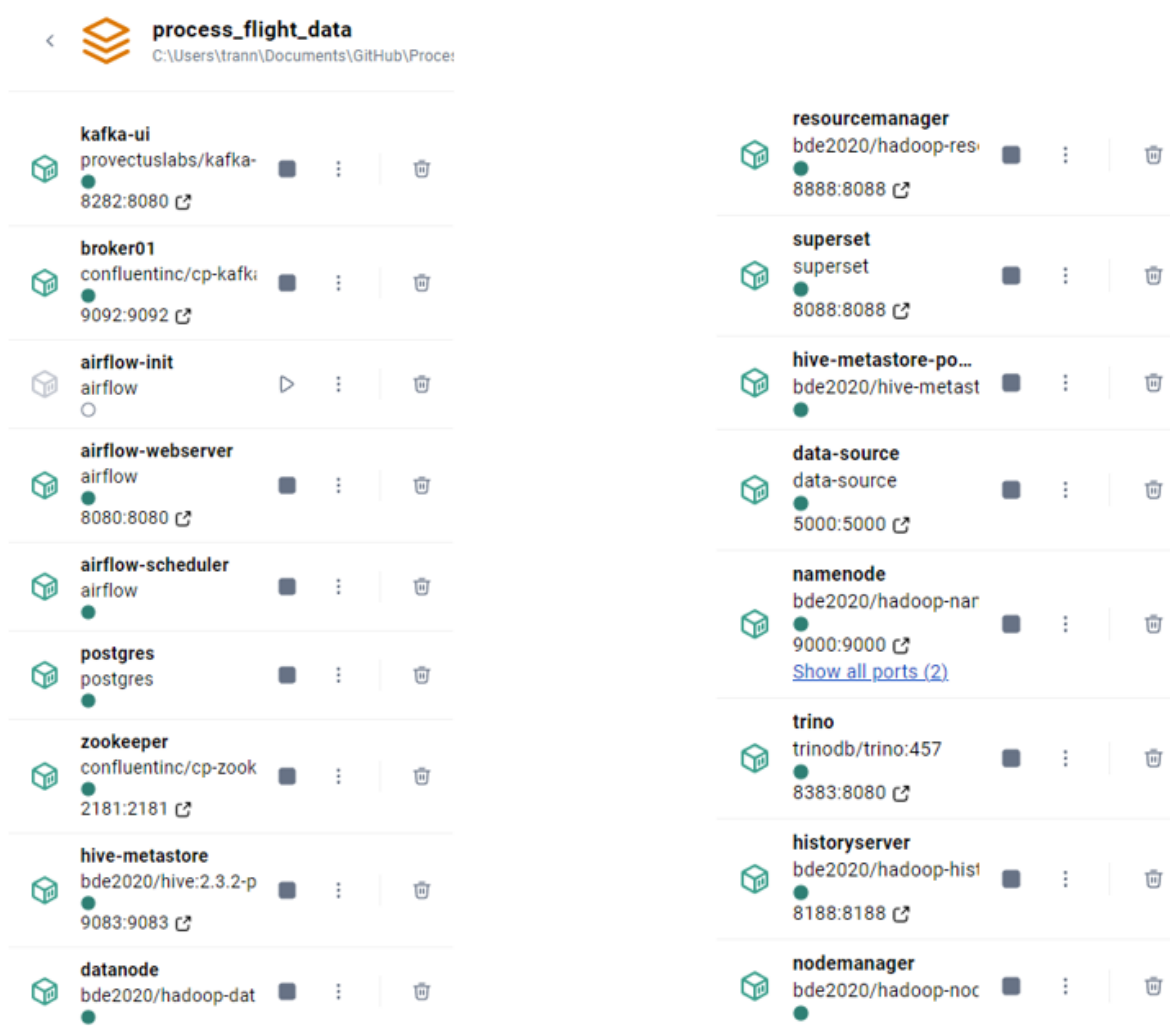 process_flight_data
C:\Users\trann\Documents\GitHub\Proces
kafka-ui
provectuslabs/kafka-
8282:8080
broker01
confluentinc/cp-kafka
9092:9092
airflow-init
airflow
airflow-webserver
airflow
8080:8080
airflow-scheduler
airflow
postgres
postgres
zookeeper
confluentinc/cp-zook
2181:2181
hive-metastore
bde2020/hive:2.3.2-p
9083:9083
datanode
bde2020/hadoop-dat
resourcemanager
bde2020/hadoop-res
8888:8088
superset
superset
8088:8088
hive-metastore-po...
bde2020/hive-metast
data-source
data-source
5000:5000
namenode
bde2020/hadoop-nar
9000:9000
Show all ports (2)
trino
trinodb/trino:457
8383:8080
historyserver
bde2020/hadoop-hist
8188:8188
nodemanager
bde2020/hadoop-noc